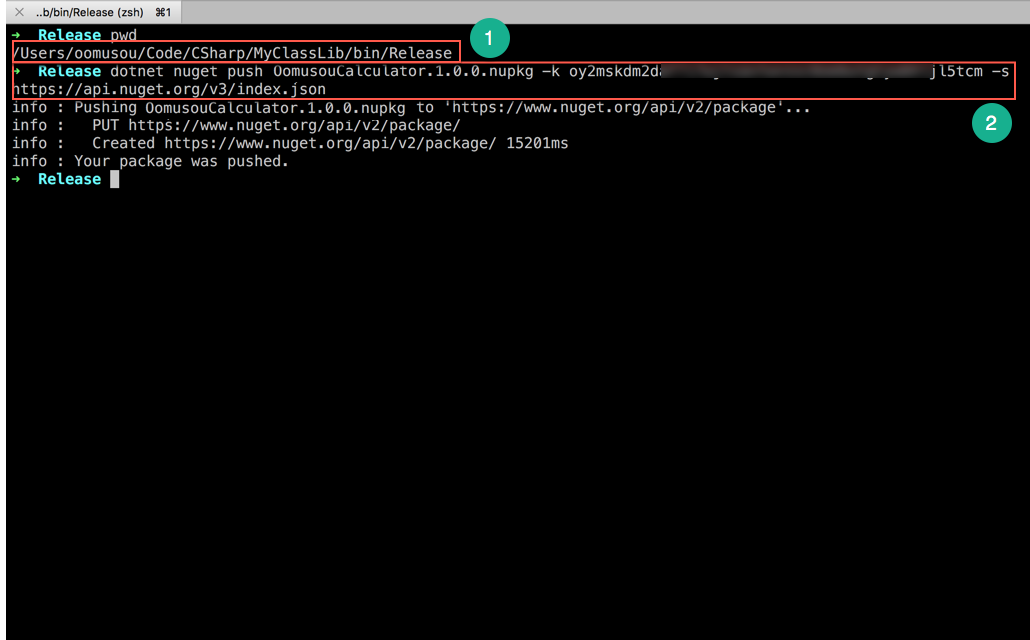 ..b/bin/Release (zsh) ⌘1
→ Release pwd
1
/Users/oomusou/Code/CSharp/MyClassLib/bin/Release
→ Release dotnet nuget push OomusouCalculator.1.0.0.nupkg -k oy2mskdm2d jl5tcm -s
https://api.nuget.org/v3/index.json
info : Pushing OomusouCalculator.1.0.0.nupkg to 'https://www.nuget.org/api/v2/package'...
2
info :   PUT https://www.nuget.org/api/v2/package/
info :   Created https://www.nuget.org/api/v2/package/ 15201ms
info : Your package was pushed.
→ Release